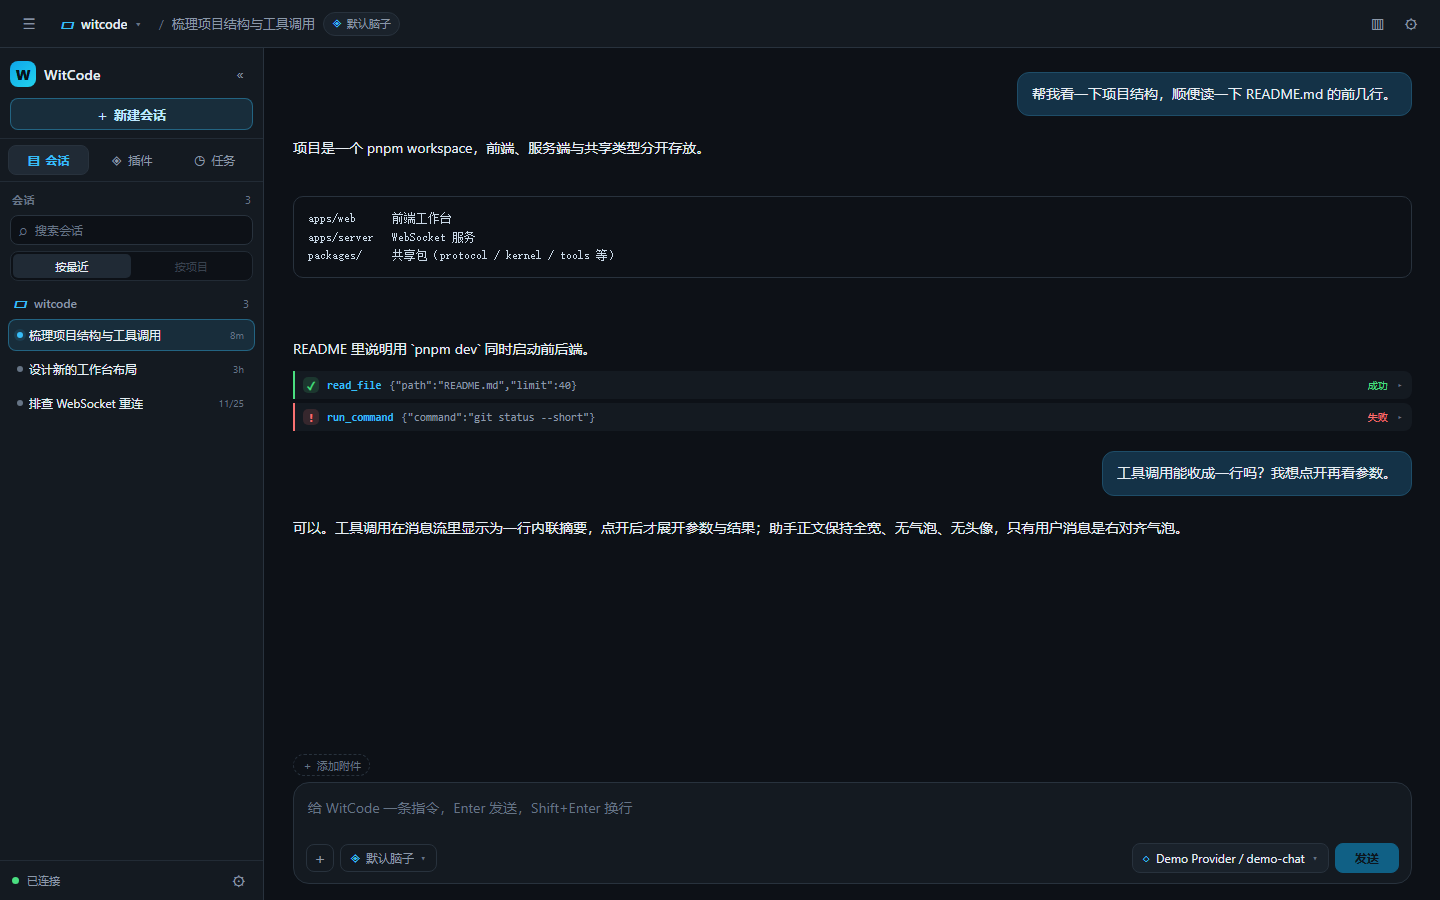 witcode
/ 梳理项目结构与工具调用
默认脑子
W WitCode «
+ 新建会话
会话 插件 任务
会话 3
搜索会话
按最近 按项目
witcode 3
梳理项目结构与工具调用 8m
设计新的工作台布局 3h
排查 WebSocket 重连 11/25
已连接
帮我看一下项目结构，顺便读一下 README.md 的前几行。
项目是一个 pnpm workspace，前端、服务端与共享类型分开存放。
apps/web 前端工作台
apps/server WebSocket 服务
packages/ 共享包（protocol / kernel / tools 等）
README 里说明用 `pnpm dev` 同时启动前后端。
read_file {"path":"README.md","limit":40} 成功
! run_command {"command":"git status --short"} 失败
工具调用能收成一行吗？我想点开再看参数。
可以。工具调用在消息流里显示为一行内联摘要，点开后才展开参数与结果；助手正文保持全宽、无气泡、无头像，只有用户消息是右对齐气泡。
+ 添加附件
给 WitCode 一条指令，Enter 发送，Shift+Enter 换行
+ 默认脑子 Demo Provider / demo-chat 发送